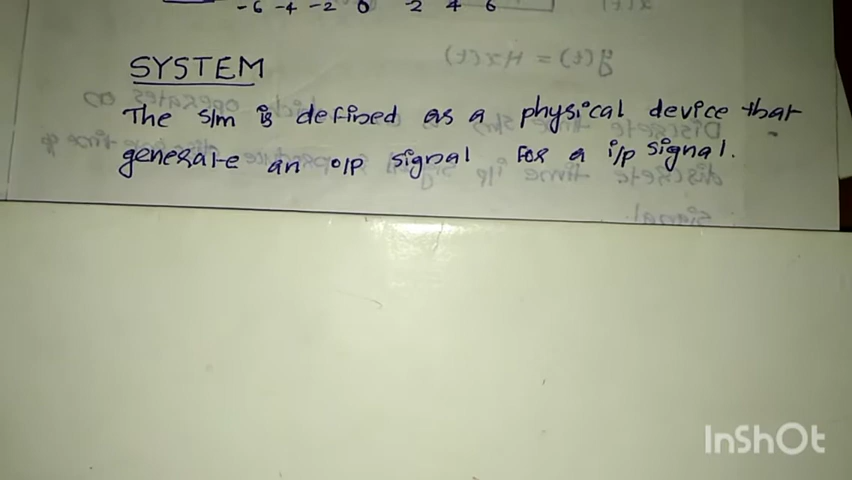 -6 -4 -2 0 2 4 6
SYSTEM
The s/m is defined as a physical device that
generate an o/p signal for a i/p signal.
InShOt